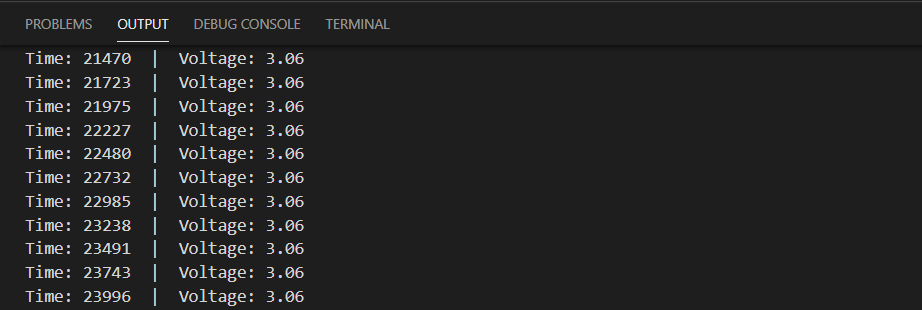 PROBLEMS OUTPUT DEBUG CONSOLE TERMINAL
Time: 21470 | Voltage: 3.06
Time: 21723 | Voltage: 3.06
Time: 21975 | Voltage: 3.06
Time: 22227 | Voltage: 3.06
Time: 22480 | Voltage: 3.06
Time: 22732 | Voltage: 3.06
Time: 22985 | Voltage: 3.06
Time: 23238 | Voltage: 3.06
Time: 23491 | Voltage: 3.06
Time: 23743 | Voltage: 3.06
Time: 23996 | Voltage: 3.06